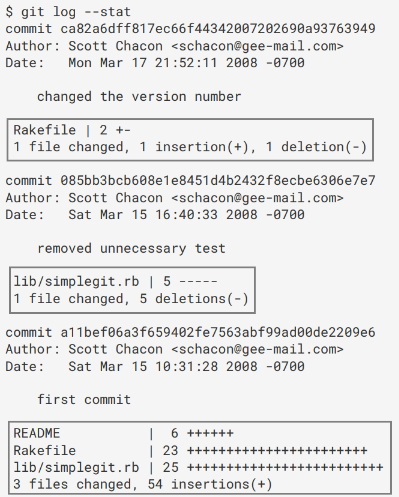 $ git log --stat
commit ca82a6dff817ec66f44342007202690a93763949
Author: Scott Chacon <schacon@gee-mail.com>
Date:   Mon Mar 17 21:52:11 2008 -0700
changed the version number
Rakefile | 2 +-
1 file changed, 1 insertion(+), 1 deletion(-)
commit 085bb3bcb608e1e8451d4b2432f8ecbe6306e7e7
Author: Scott Chacon <schacon@gee-mail.com>
Date:   Sat Mar 15 16:40:33 2008 -0700
removed unnecessary test
lib/simplegit.rb | 5 -----
1 file changed, 5 deletions(-)
commit a11bef06a3f659402fe7563abf99ad00de2209e6
Author: Scott Chacon <schacon@gee-mail.com>
Date:   Sat Mar 15 10:31:28 2008 -0700
first commit
README           |  6 ++++++
Rakefile         | 23 +++++++++++++++++++++++
lib/simplegit.rb | 25 +++++++++++++++++++++++++
3 files changed, 54 insertions(+)